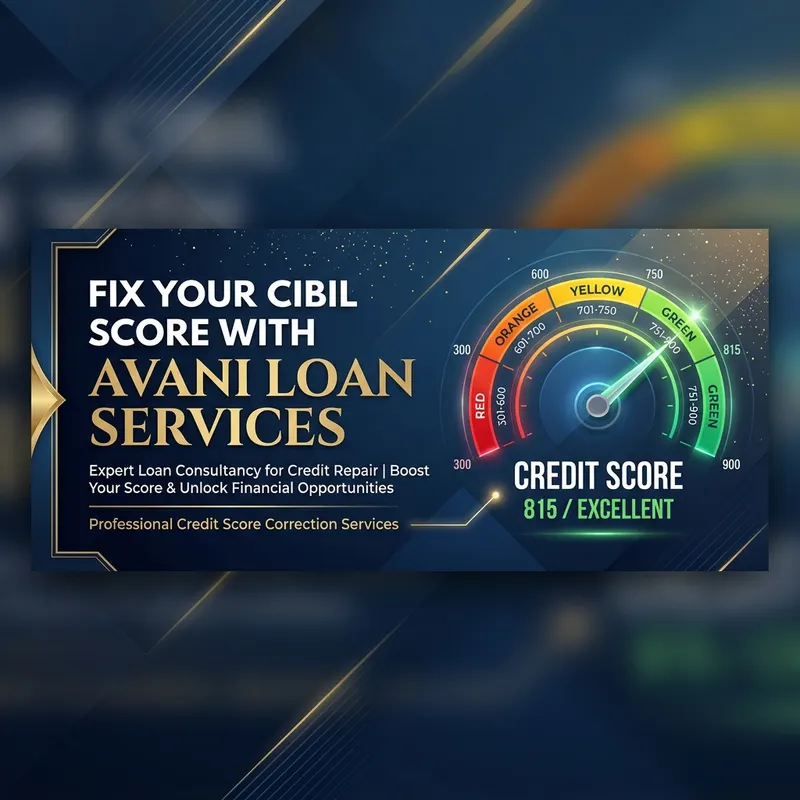 FIX YOUR CIBIL
SCORE WITH
AVANI LOAN
SERVICES
Expert Loan Consultancy for Credit Repair | Boost
Your Score & Unlock Financial Opportunities
Professional Credit Score Correction Services
600
750
300
815
300
900
RED
301-600
ORANGE
601-700
YELLOW
701-750
GREEN
GREEN
751-900
CREDIT SCORE
815 / EXCELLENT